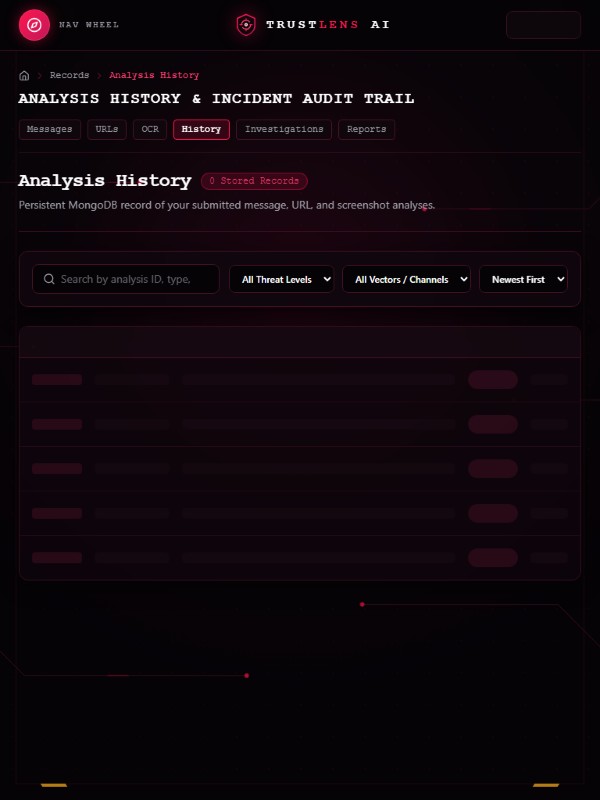 NAV WHEEL
TRUSTLENS AI
Records
Analysis History
ANALYSIS HISTORY & INCIDENT AUDIT TRAIL
Messages
URLs
OCR
History
Investigations
Reports
Analysis History
0 Stored Records
Persistent MongoDB record of your submitted message, URL, and screenshot analyses.
Search by analysis ID, type,
All Threat Levels
All Vectors / Channels
Newest First